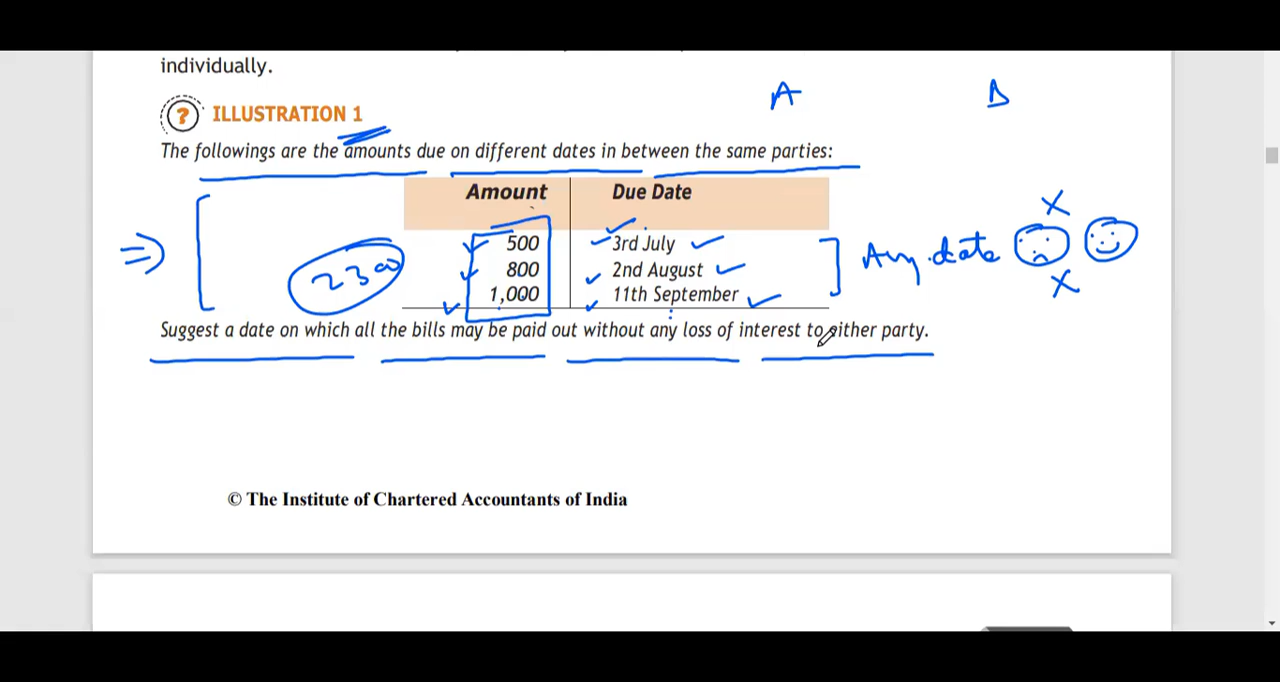 individually.
A B
? ILLUSTRATION 1
The followings are the amounts due on different dates in between the same parties:
Amount Due Date
500 3rd July
800 2nd August
1,000 11th September
2300
Any date
Suggest a date on which all the bills may be paid out without any loss of interest to either party.
© The Institute of Chartered Accountants of India